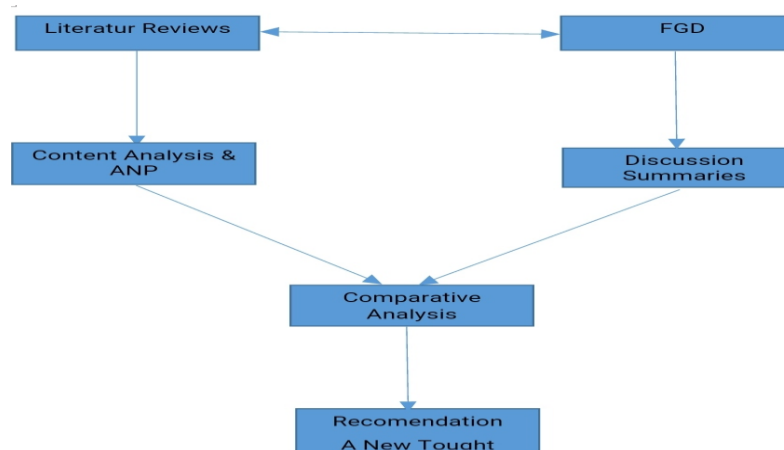 Literatur Reviews
FGD
Content Analysis &
ANP
Discussion
Summaries
Comparative
Analysis
Recomendation
A New Tought